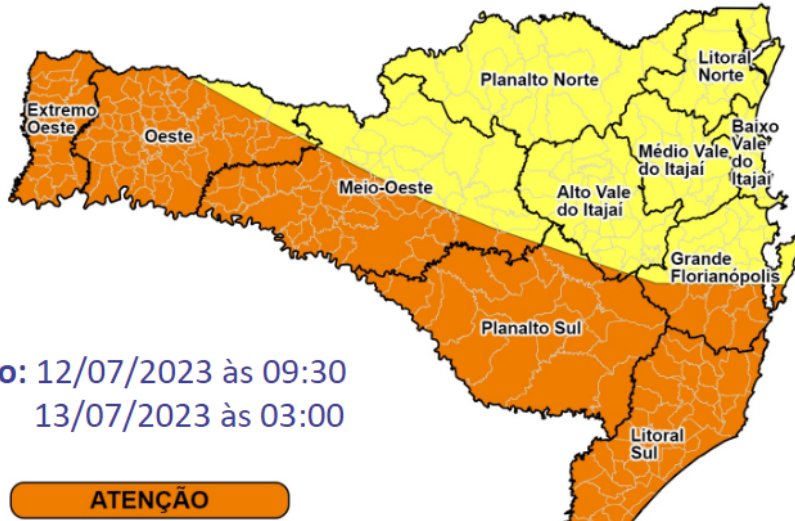 Planalto Norte
Litoral
Norte
Extremo
Oeste
Oeste
Baixo
Vale
do
Itajaí
Médio Vale
do Itajaí
Meio-Oeste
Alto Vale
do Itajaí
Grande
Florianópolis
Planalto Sul
o: 12/07/2023 às 09:30
13/07/2023 às 03:00
Litoral
Sul
ATENÇÃO